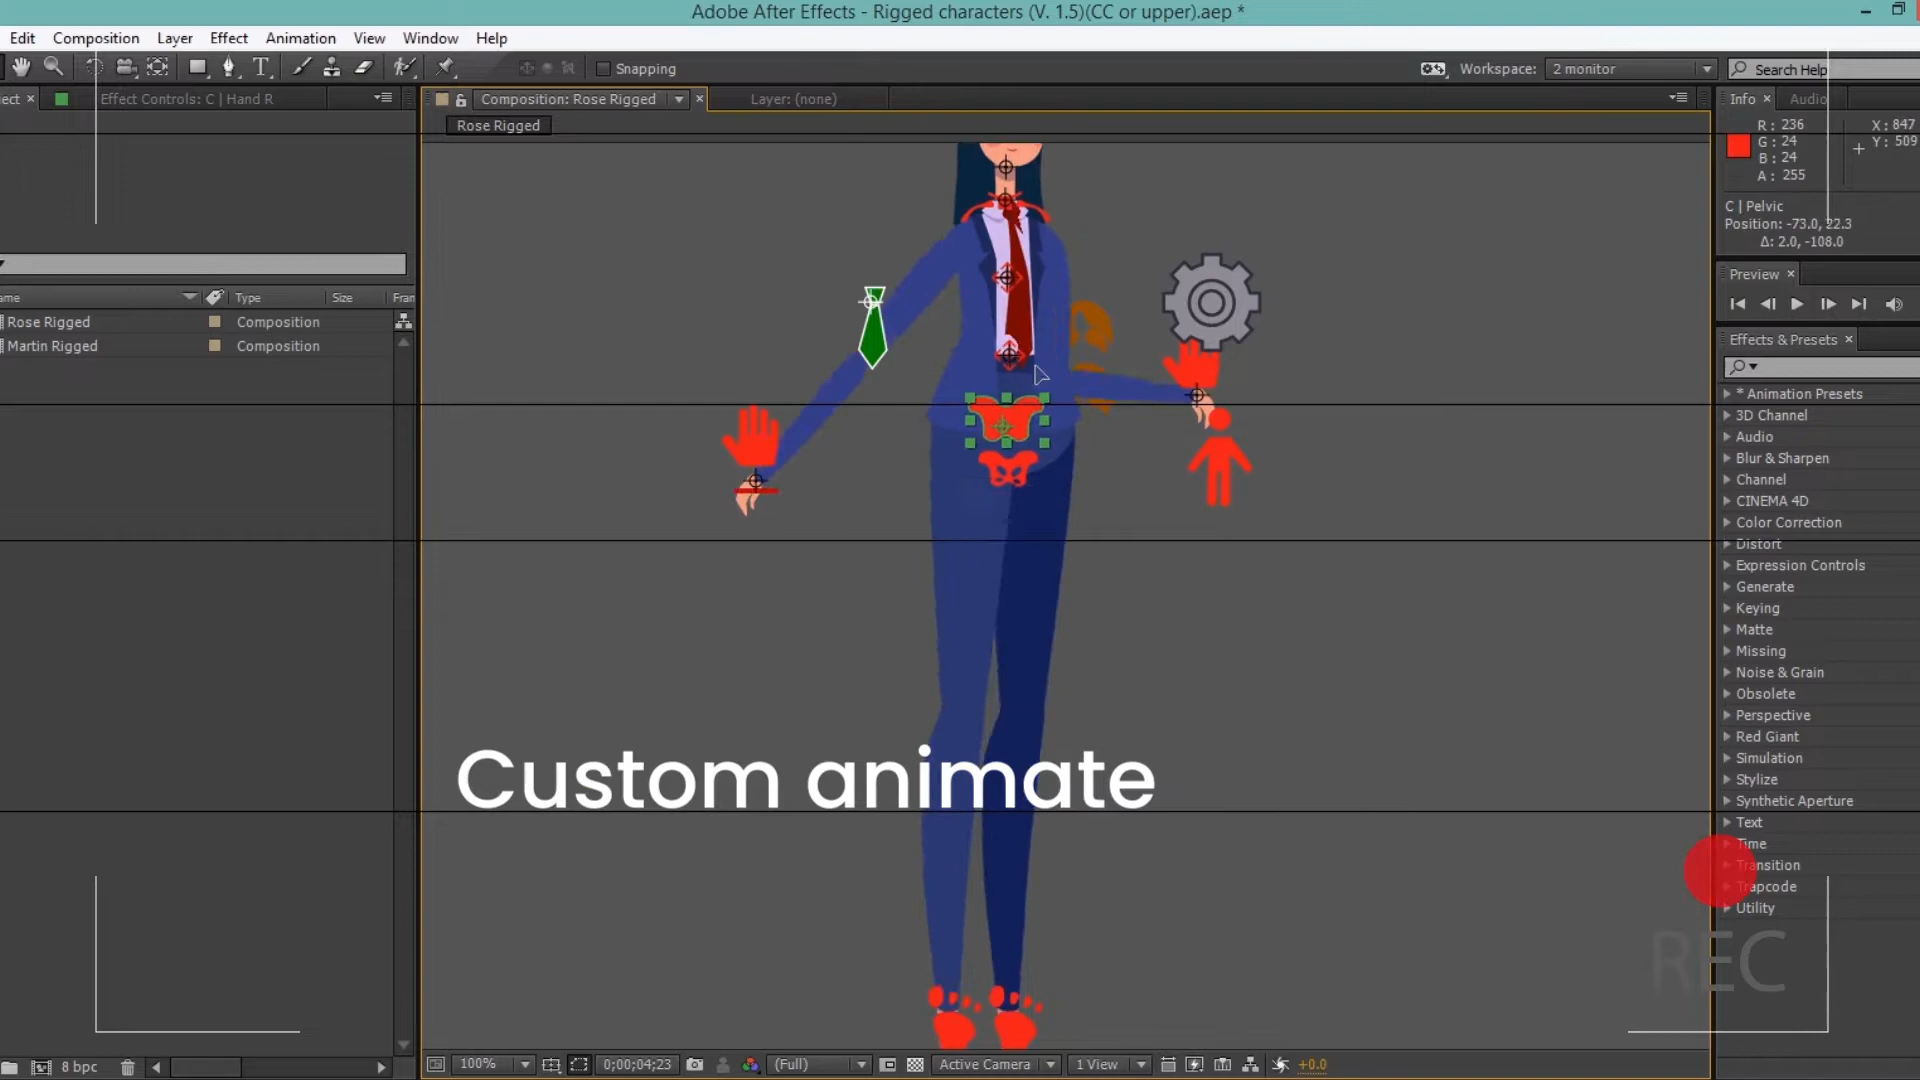 Adobe After Effects - Rigged characters (V. 1.5)(CC or upper).aep *
Edit Composition Layer Effect Animation View Window Help
Snapping
Workspace: 2 monitor
Search Help
Effect Controls: C | Hand R
Composition: Rose Rigged
Layer: (none)
Info
Audio
Rose Rigged
R: 236
G: 24
B: 24
A: 255
X: 847
Y: 509
C | Pelvic
Position: -73.0, 22.3
Δ: 2.0, -108.0
Preview
Type
Size
Rose Rigged Composition
Martin Rigged Composition
Effects & Presets
* Animation Presets
3D Channel
Audio
Blur & Sharpen
Channel
CINEMA 4D
Color Correction
Distort
Expression Controls
Generate
Keying
Matte
Missing
Noise & Grain
Obsolete
Perspective
Red Giant
Simulation
Stylize
Synthetic Aperture
Text
Time
Transition
Trapcode
Utility
Custom animate
REC
8 bpc
100%
0;00;04;23
(Full)
Active Camera
1 View
+0.0